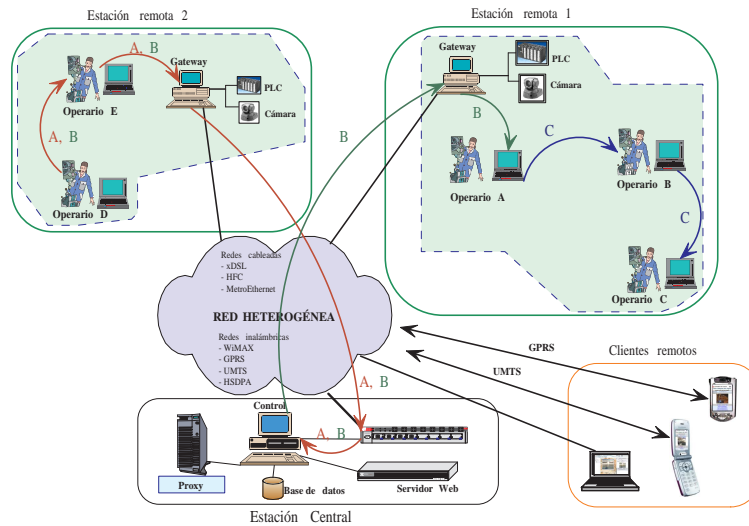 Estación remota 2
A, B
Gateway
PLC
Cámara
Operario E
A, B
Operario D
Estación remota 1
Gateway
PLC
Cámara
B
B
C
Operario A
Operario B
C
Operario C
Redes cableadas
- xDSL
- HFC
- MetroEthernet
RED HETEROGÉNEA
Redes inalámbricas
- WiMAX
- GPRS
- UMTS
- HSDPA
A, B
GPRS
UMTS
Clientes remotos
Control
A, B
Proxy
Base de datos
Servidor Web
Estación Central